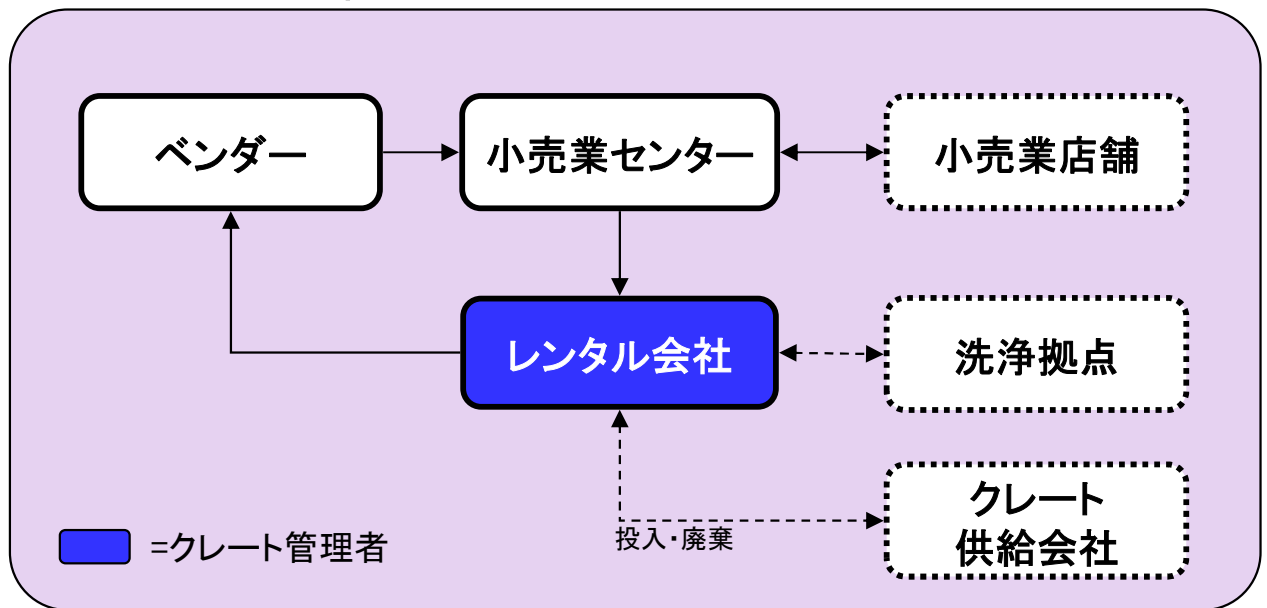 ベンダー
小売業センター
小売業店舗
レンタル会社
洗浄拠点
クレート
供給会社
投入・廃棄
=クレート管理者